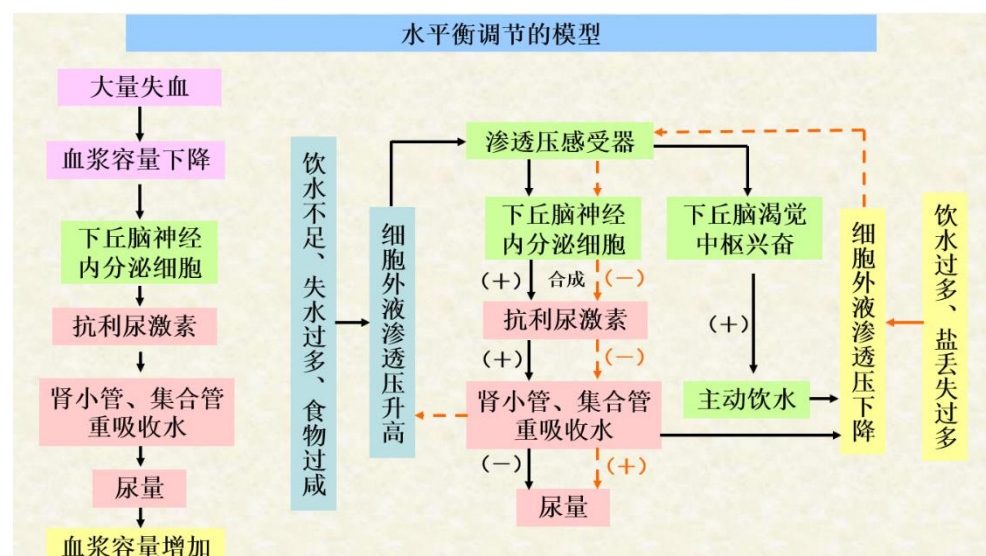 水平衡调节的模型
大量失血
血浆容量下降
下丘脑神经
内分泌细胞
抗利尿激素
肾小管、集合管
重吸收水
尿量
血浆容量增加
饮水不足、失水过多、食物过咸
细胞外液渗透压升高
渗透压感受器
下丘脑神经
内分泌细胞
(+) 合成 (-)
抗利尿激素
(+) (-)
肾小管、集合管
重吸收水
(-) (+)
尿量
下丘脑渴觉
中枢兴奋
(+)
主动饮水
细胞外液渗透压下降
饮水过多、盐丢失过多